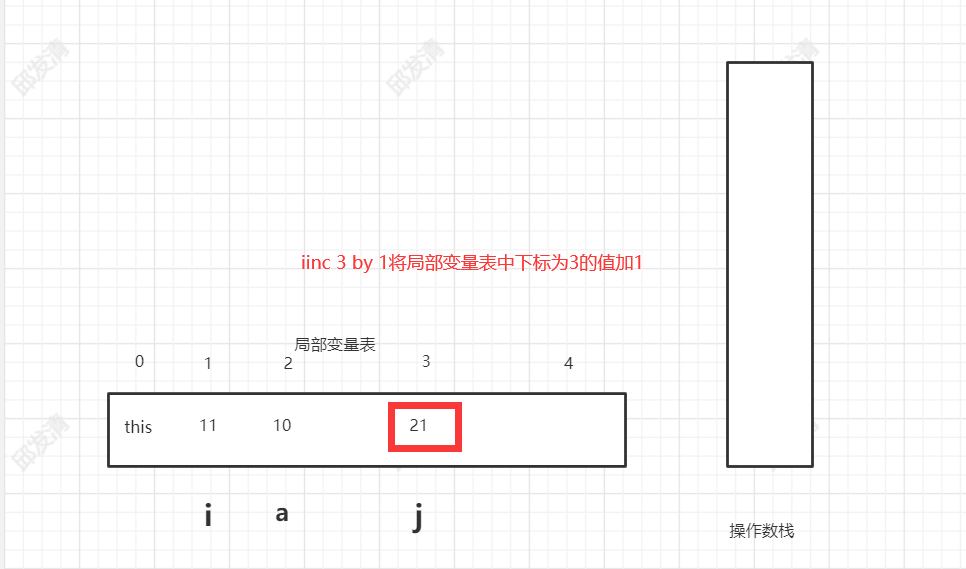 邱发清 邱发清 邱发清
iinc 3 by 1将局部变量表中下标为3的值加1
局部变量表
0 1 2 3 4
this 11 10 21
邱发清
i a j
操作数栈